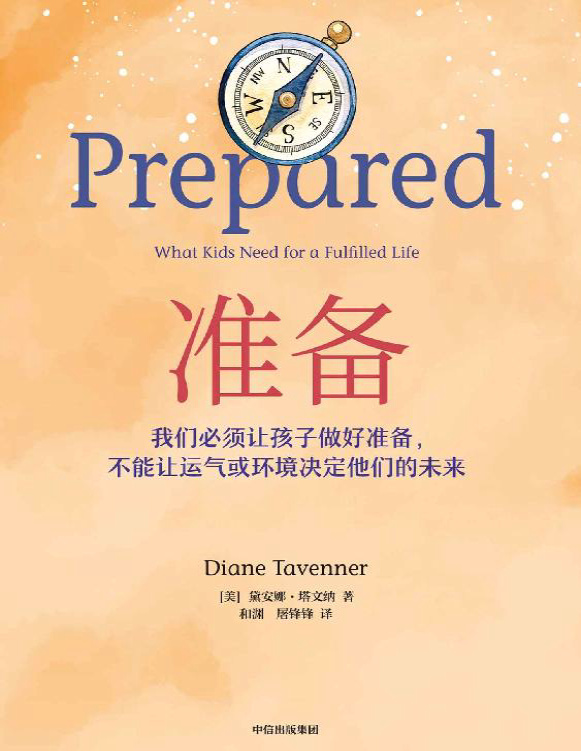 N
NW
E
W
SE
S
Prepared
What Kids Need for a Fulfilled Life
准备
我们必须让孩子做好准备，
不能让运气或环境决定他们的未来
Diane Tavenner
[美] 黛安娜·塔文纳 著
和渊 屠锋锋 译
中信出版集团